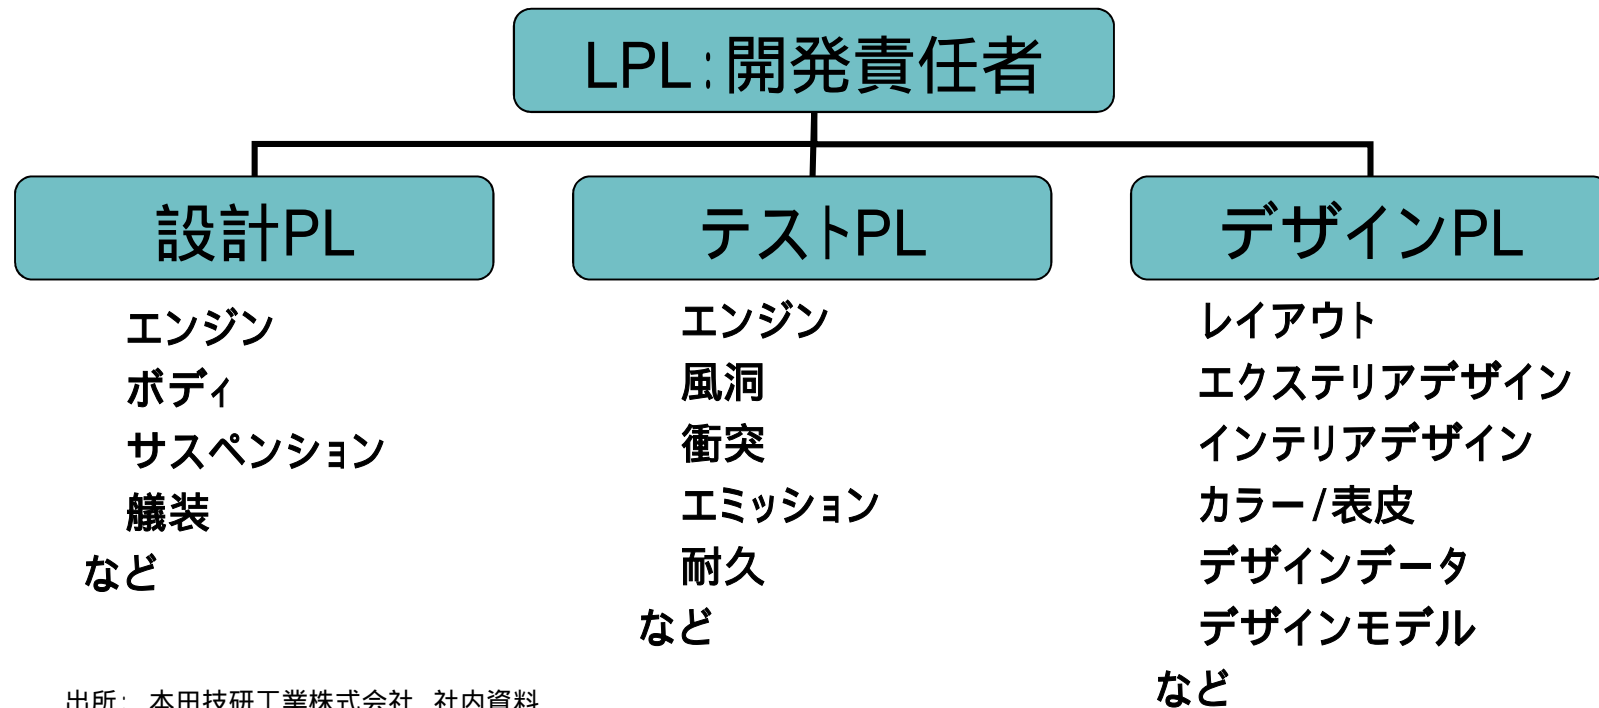 LPL:開発責任者
設計PL
エンジン
ボディ
サスペンション
艤装
など
テストPL
エンジン
風洞
衝突
エミッション
耐久
など
デザインPL
レイアウト
エクステリアデザイン
インテリアデザイン
カラー/表皮
デザインデータ
デザインモデル
など
出所: 本田技研工業株式会社 社内資料